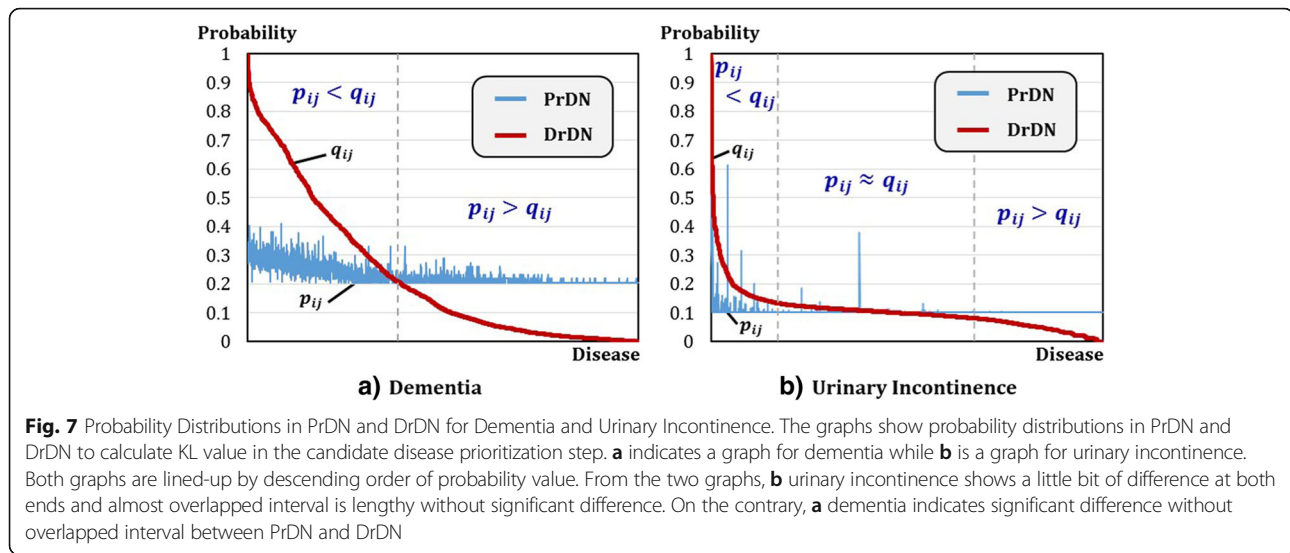 Probability
1
0.9
0.8
0.7
0.6
0.5
0.4
0.3
0.2
0.1
0
p_ij < q_ij
PrDN
DrDN
q_ij
p_ij > q_ij
p_ij
Disease
a) Dementia
Probability
1
0.9
0.8
0.7
0.6
0.5
0.4
0.3
0.2
0.1
0
p_ij
< q_ij
PrDN
DrDN
q_ij
p_ij ≈ q_ij
p_ij > q_ij
p_ij
Disease
b) Urinary Incontinence
Fig. 7 Probability Distributions in PrDN and DrDN for Dementia and Urinary Incontinence. The graphs show probability distributions in PrDN and
DrDN to calculate KL value in the candidate disease prioritization step. a indicates a graph for dementia while b is a graph for urinary incontinence.
Both graphs are lined-up by descending order of probability value. From the two graphs, b urinary incontinence shows a little bit of difference at both
ends and almost overlapped interval is lengthy without significant difference. On the contrary, a dementia indicates significant difference without
overlapped interval between PrDN and DrDN